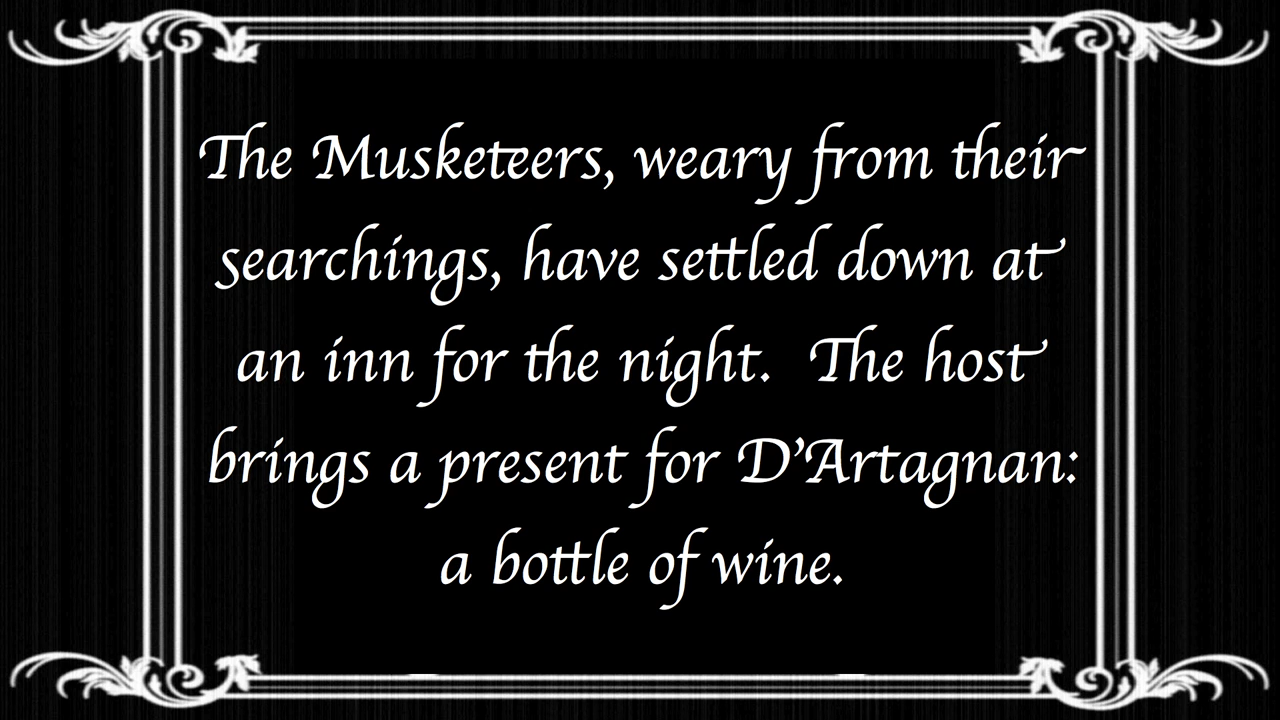 The Musketeers, weary from their
searchings, have settled down at
an inn for the night.  The host
brings a present for D'Artagnan:
a bottle of wine.